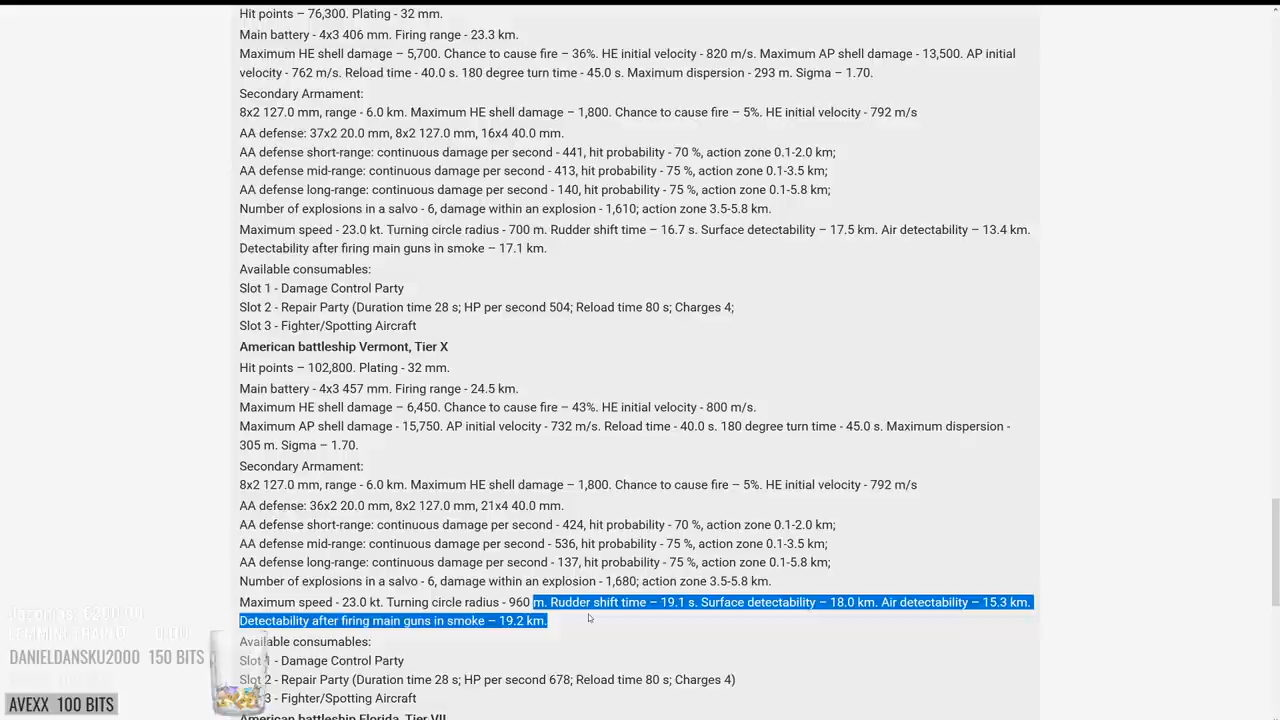 Hit points – 76,300. Plating - 32 mm.
Main battery - 4x3 406 mm. Firing range - 23.3 km.
Maximum HE shell damage – 5,700. Chance to cause fire – 36%. HE initial velocity - 820 m/s. Maximum AP shell damage - 13,500. AP initial
velocity - 762 m/s. Reload time - 40.0 s. 180 degree turn time - 45.0 s. Maximum dispersion - 293 m. Sigma – 1.70.
Secondary Armament:
8x2 127.0 mm, range - 6.0 km. Maximum HE shell damage – 1,800. Chance to cause fire – 5%. HE initial velocity - 792 m/s
AA defense: 37x2 20.0 mm, 8x2 127.0 mm, 16x4 40.0 mm.
AA defense short-range: continuous damage per second - 441, hit probability - 70 %, action zone 0.1-2.0 km;
AA defense mid-range: continuous damage per second - 413, hit probability - 75 %, action zone 0.1-3.5 km;
AA defense long-range: continuous damage per second - 140, hit probability - 75 %, action zone 0.1-5.8 km;
Number of explosions in a salvo - 6, damage within an explosion - 1,610; action zone 3.5-5.8 km.
Maximum speed - 23.0 kt. Turning circle radius - 700 m. Rudder shift time – 16.7 s. Surface detectability – 17.5 km. Air detectability – 13.4 km.
Detectability after firing main guns in smoke – 17.1 km.
Available consumables:
Slot 1 - Damage Control Party
Slot 2 - Repair Party (Duration time 28 s; HP per second 504; Reload time 80 s; Charges 4;
Slot 3 - Fighter/Spotting Aircraft
American battleship Vermont, Tier X
Hit points – 102,800. Plating - 32 mm.
Main battery - 4x3 457 mm. Firing range - 24.5 km.
Maximum HE shell damage – 6,450. Chance to cause fire – 43%. HE initial velocity - 800 m/s.
Maximum AP shell damage - 15,750. AP initial velocity - 732 m/s. Reload time - 40.0 s. 180 degree turn time - 45.0 s. Maximum dispersion -
305 m. Sigma – 1.70.
Secondary Armament:
8x2 127.0 mm, range - 6.0 km. Maximum HE shell damage – 1,800. Chance to cause fire – 5%. HE initial velocity - 792 m/s
AA defense: 36x2 20.0 mm, 8x2 127.0 mm, 21x4 40.0 mm.
AA defense short-range: continuous damage per second - 424, hit probability - 70 %, action zone 0.1-2.0 km;
AA defense mid-range: continuous damage per second - 536, hit probability - 75 %, action zone 0.1-3.5 km;
AA defense long-range: continuous damage per second - 137, hit probability - 75 %, action zone 0.1-5.8 km;
Number of explosions in a salvo - 6, damage within an explosion - 1,680; action zone 3.5-5.8 km.
Maximum speed - 23.0 kt. Turning circle radius - 960 m. Rudder shift time – 19.1 s. Surface detectability – 18.0 km. Air detectability – 15.3 km.
Detectability after firing main guns in smoke – 19.2 km.
Available consumables:
Slot 1 - Damage Control Party
Slot 2 - Repair Party (Duration time 28 s; HP per second 678; Reload time 80 s; Charges 4)
3 - Fighter/Spotting Aircraft
American battleship Florida, Tier VII
DANIELDANSKU2000 150 BITS
AVEXX 100 BITS